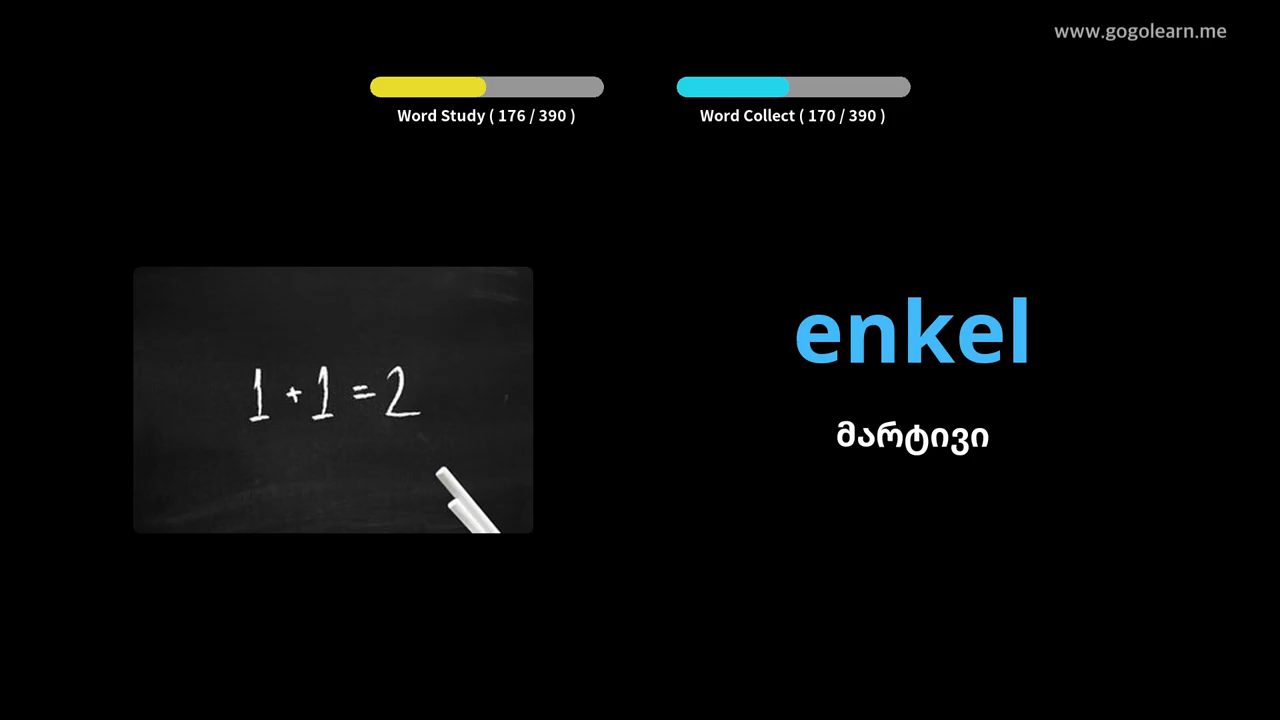 www.gogolearn.me
Word Study ( 176 / 390 )
Word Collect ( 170 / 390 )
1 + 1 = 2
enkel
მარტივი